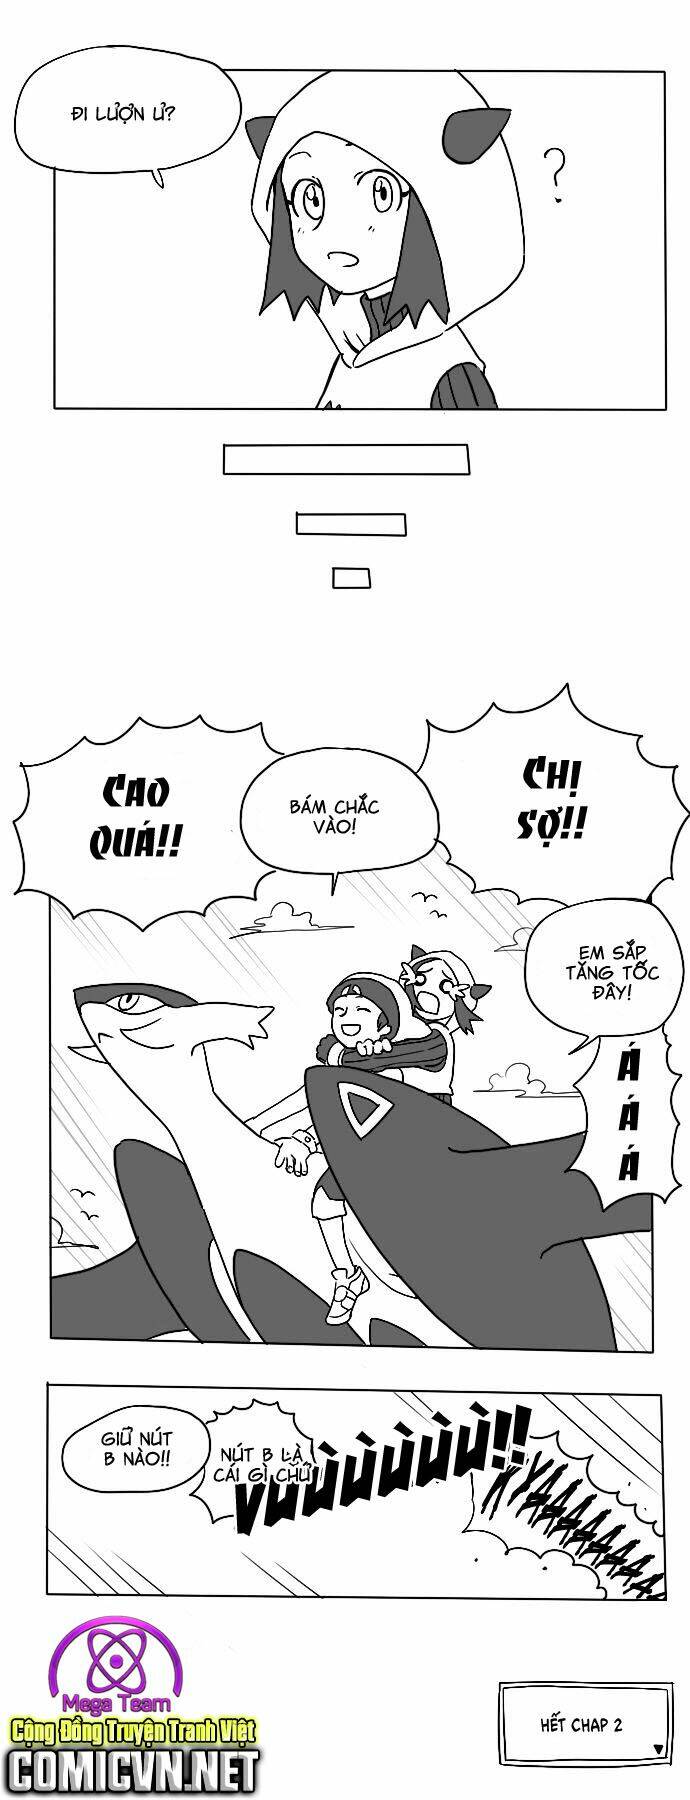 ĐI LƯỢN Ư?
?
CAO
QUÁ!!
BÁM CHẮC
VÀO!
CHỊ
SỢ!!
EM SẮP
TĂNG TỐC
ĐÂY!
Á
Á
Á
GIỮ NÚT
B NÀO!!
NÚT B LÀ
CÁI GÌ CHỨ
VÙÙÙÙÙÙ!!
Mega Team
Cộng Đồng Truyện Tranh Việt
COMICVN.NET
HẾT CHAP 2